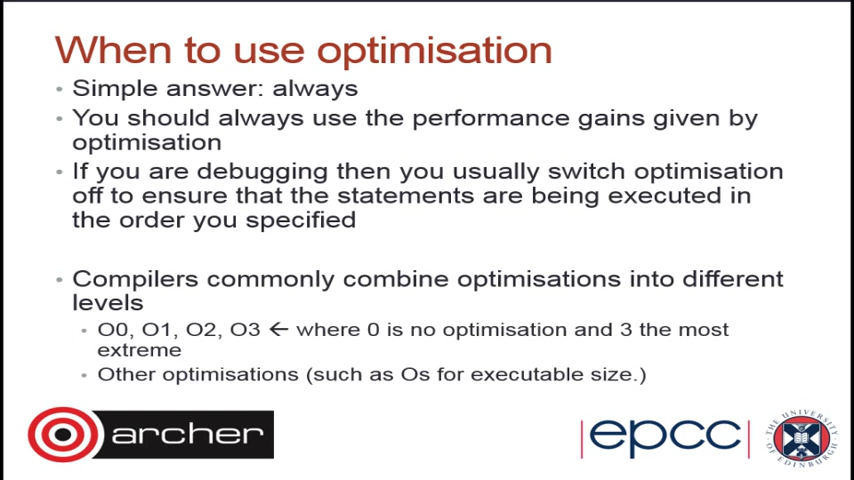 When to use optimisation
• Simple answer: always
• You should always use the performance gains given by
optimisation
• If you are debugging then you usually switch optimisation
off to ensure that the statements are being executed in
the order you specified
• Compilers commonly combine optimisations into different
levels
• O0, O1, O2, O3 ← where 0 is no optimisation and 3 the most
extreme
• Other optimisations (such as Os for executable size.)
archer
epcc
THE UNIVERSITY
OF EDINBURGH